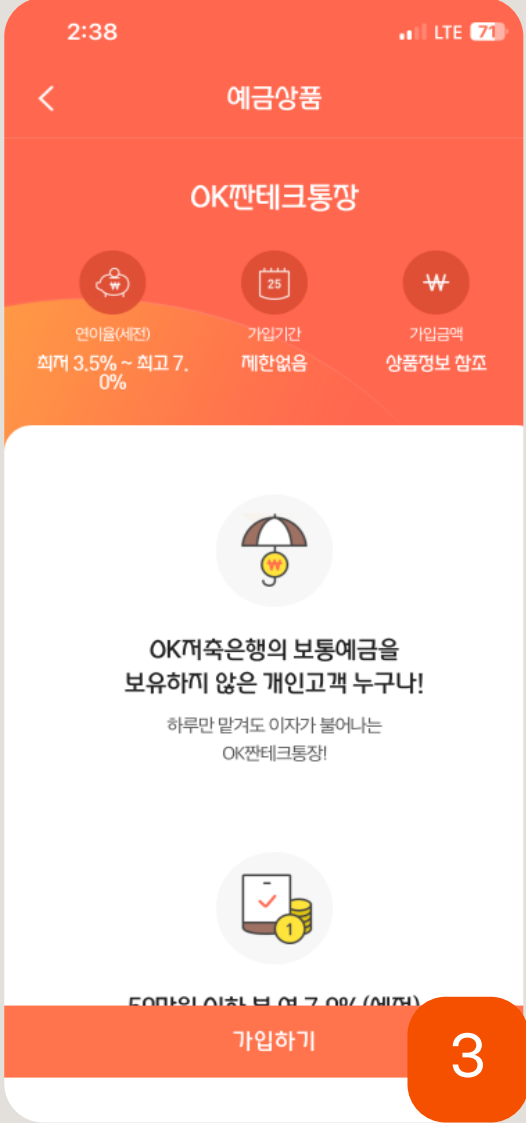 2:38
LTE 71
예금상품
OK짠테크통장
25
연이율(세전)
가입기간
가입금액
최저 3.5% ~ 최고 7.
0%
제한없음
상품정보 참조
OK저축은행의 보통예금을
보유하지 않은 개인고객 누구나!
하루만 맡겨도 이자가 불어나는
OK짠테크통장!
1
가입하기
3